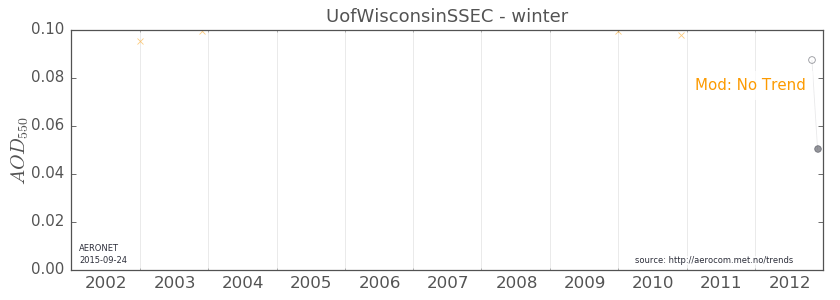 UofWisconsinSSEC - winter
0.10
0.08
0.06
0.04
0.02
0.00
AOD550
Mod: No Trend
AERONET
2015-09-24
source: http://aerocom.met.no/trends
2002 2003 2004 2005 2006 2007 2008 2009 2010 2011 2012